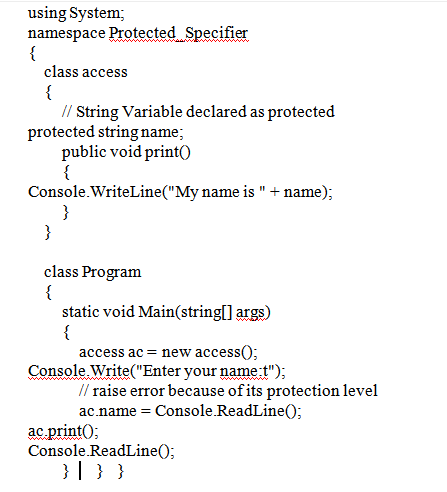 using System;
namespace Protected_Specifier
{
class access
{
// String Variable declared as protected
protected string name;
public void print()
{
Console.WriteLine("My name is " + name);
}
}
class Program
{
static void Main(string[] args)
{
access ac = new access();
Console.Write("Enter your name:t");
// raise error because of its protection level
ac.name = Console.ReadLine();
ac.print();
Console.ReadLine();
} } }